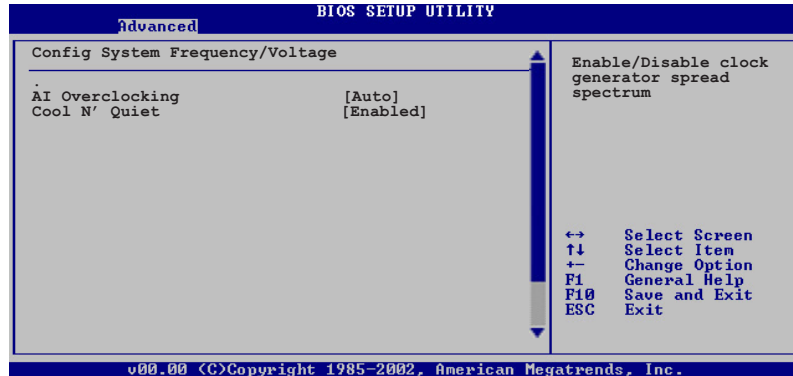 BIOS SETUP UTILITY
Advanced
Config System Frequency/Voltage
.
AI Overclocking [Auto]
Cool N' Quiet [Enabled]
Enable/Disable clock
generator spread
spectrum
←→ Select Screen
↑↓ Select Item
+- Change Option
F1 General Help
F10 Save and Exit
ESC Exit
v00.00 (C)Copyright 1985-2002, American Megatrends, Inc.